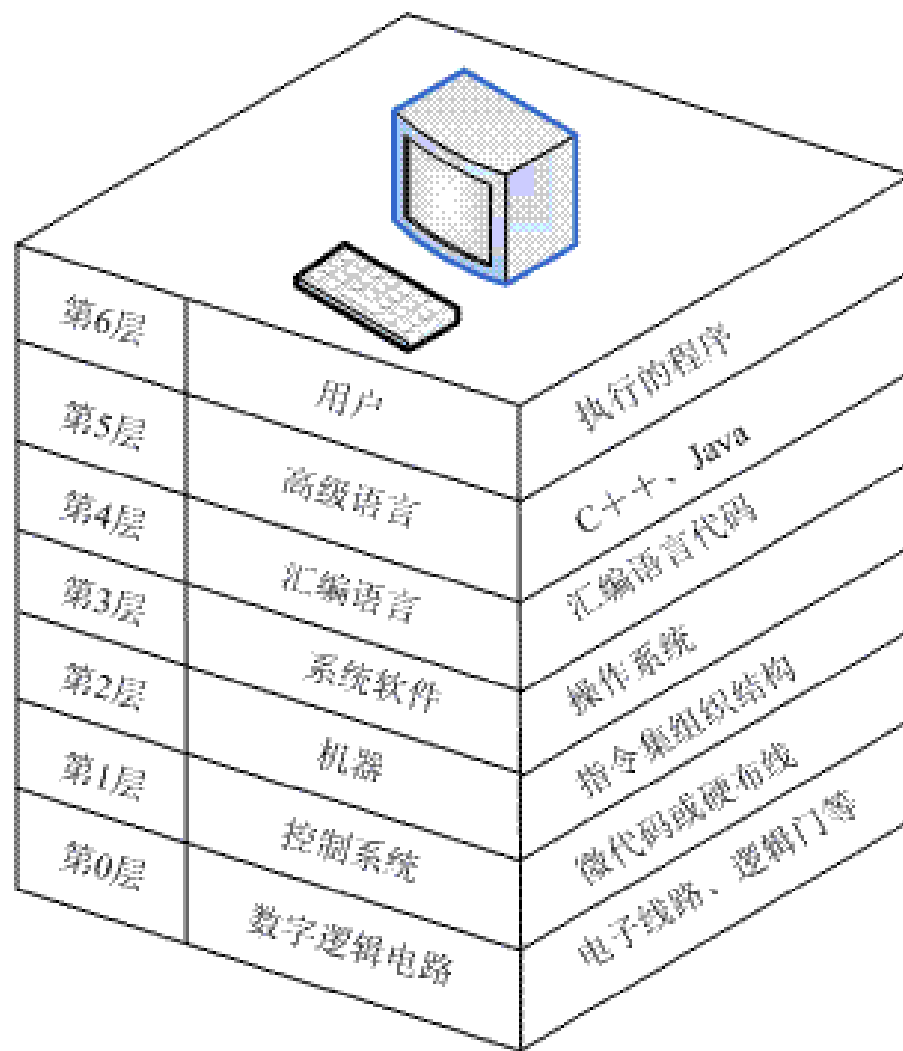 第6层
用户
执行的程序
第5层
高级语言
C++、Java
第4层
汇编语言
汇编语言代码
第3层
系统软件
操作系统
第2层
机器
指令集组织结构
第1层
控制系统
微代码或硬布线
第0层
数字逻辑电路
电子线路、逻辑门等